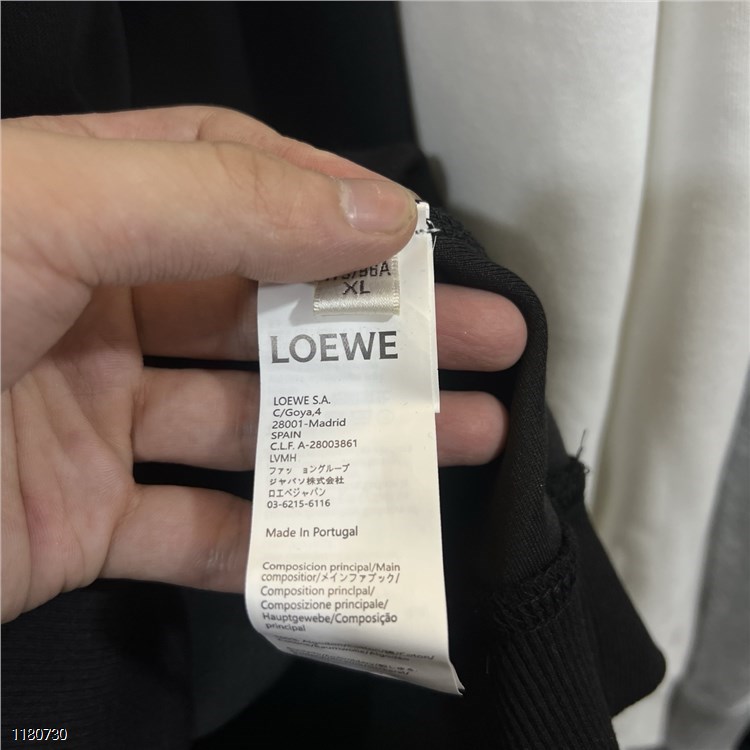 XL
LOEWE
LOEWE S.A.
C/Goya,4
28001-Madrid
SPAIN
C.L.F. A-28003861
LVMH
ファッ ョングループ
ジャパン株式会社
ロエベジャパン
03-6215-6116
Made In Portugal
Composicion principal/Main
compositior/メインファブック/
Composition principal/
Composizione principale/
Hauptgewebe/Composição
principal
1180730